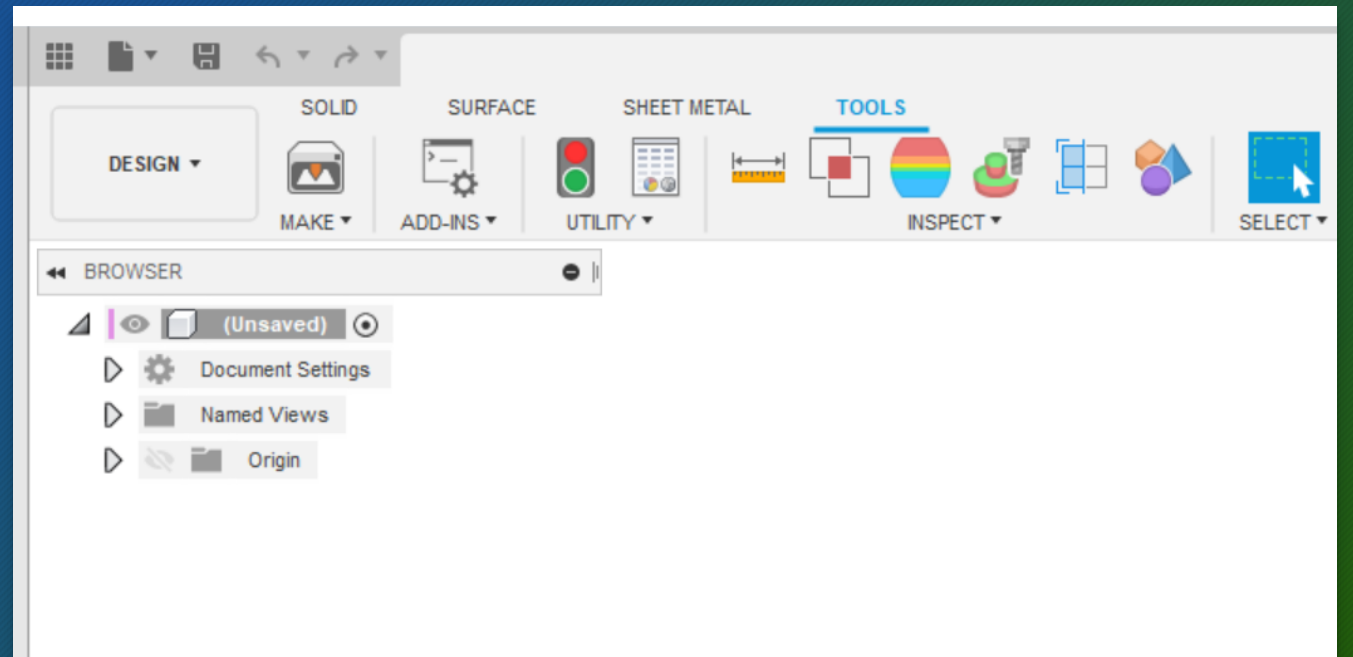 SOLID SURFACE SHEET METAL TOOLS
DESIGN
MAKE ADD-INS UTILITY INSPECT SELECT
BROWSER
(Unsaved)
Document Settings
Named Views
Origin